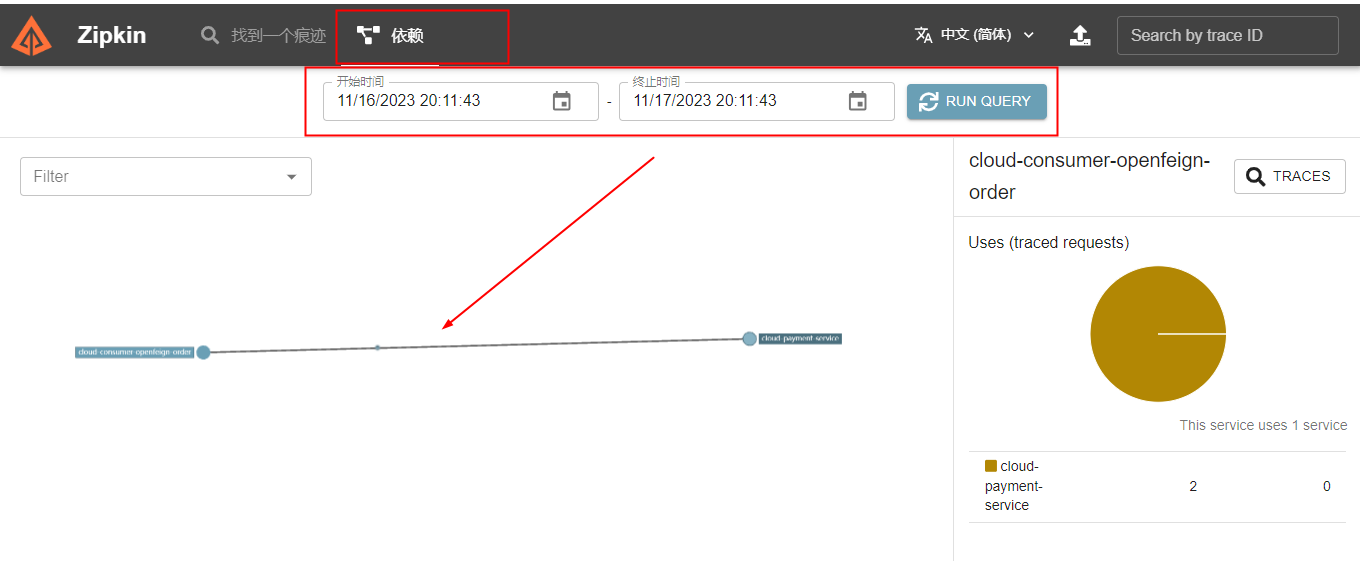 Zipkin
找到一个痕迹
依赖
中文 (简体)
Search by trace ID
开始时间
11/16/2023 20:11:43
-
终止时间
11/17/2023 20:11:43
RUN QUERY
Filter
cloud-consumer-openfeign-order
cloud-payment-service
cloud-consumer-openfeign-
order
TRACES
Uses (traced requests)
This service uses 1 service
cloud-
payment-
service
2
0